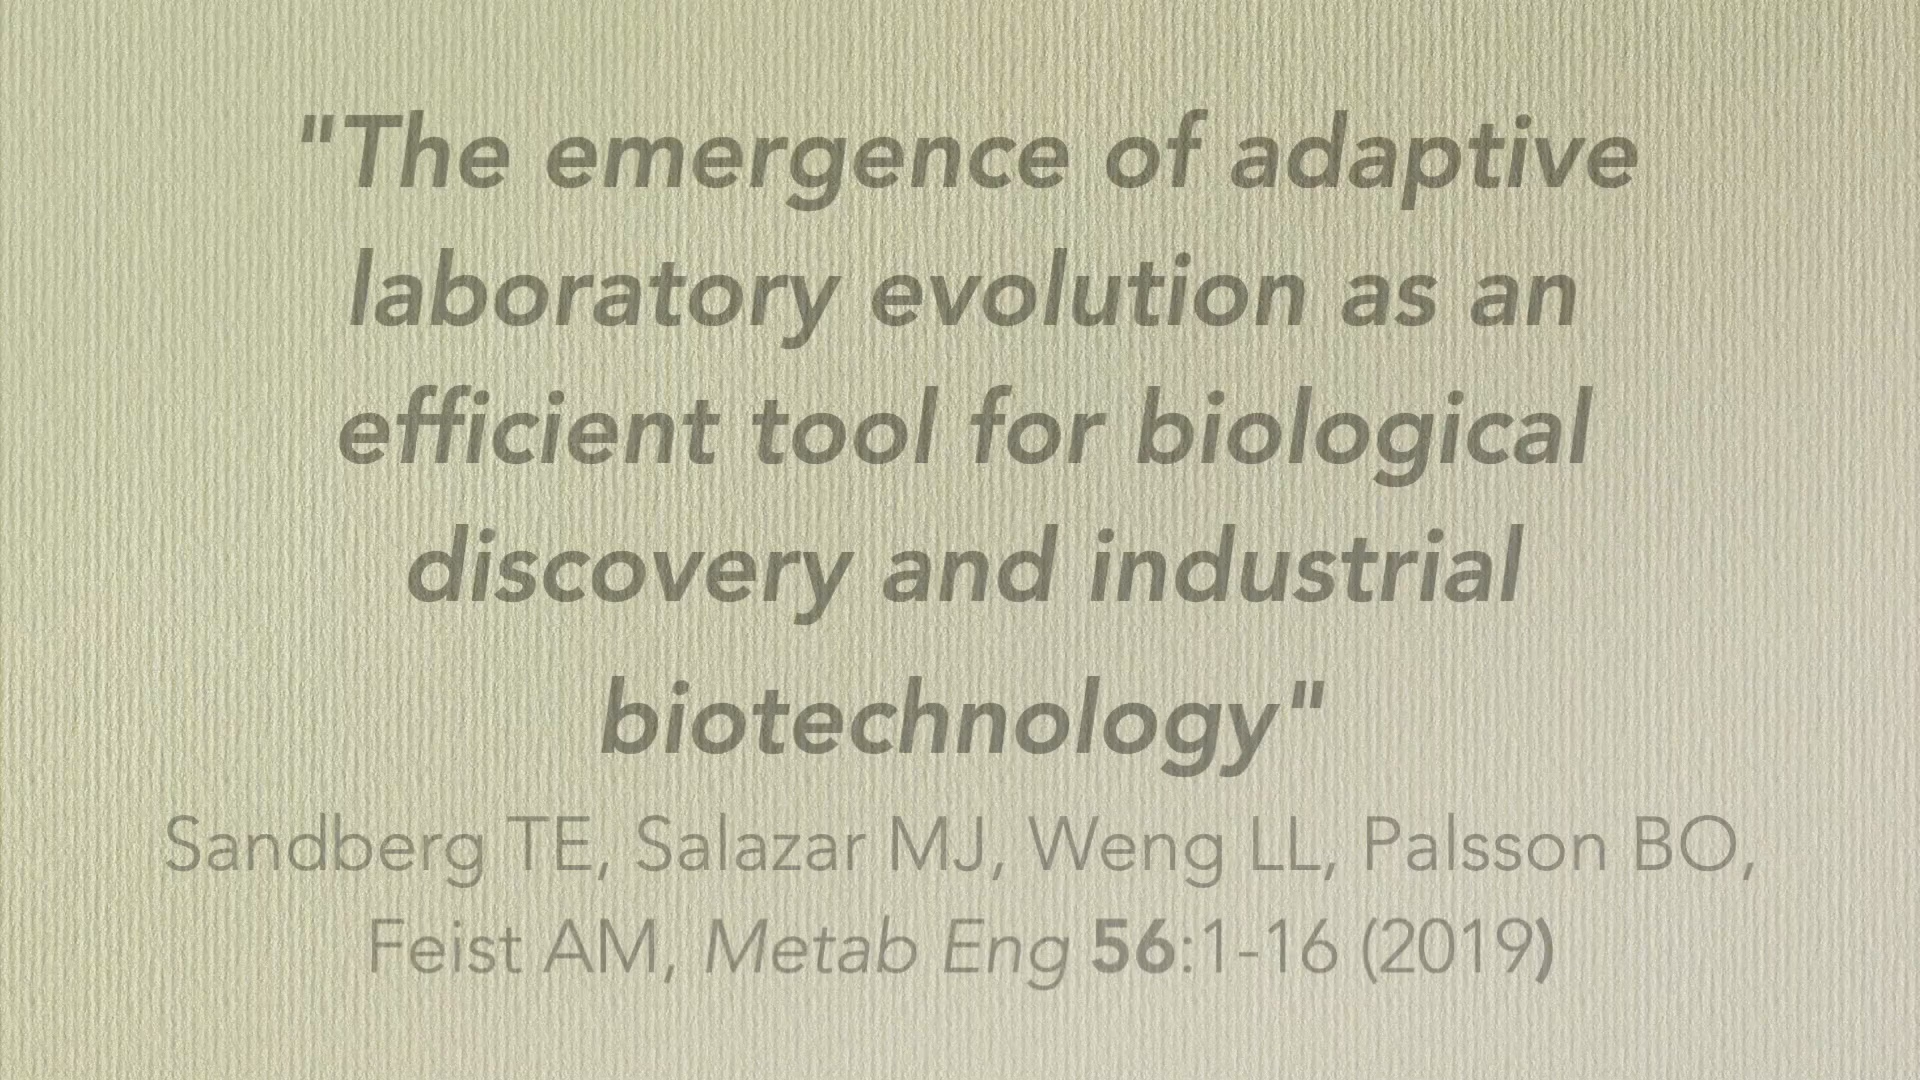 "The emergence of adaptive
laboratory evolution as an
efficient tool for biological
discovery and industrial
biotechnology"
Sandberg TE, Salazar MJ, Weng LL, Palsson BO,
Feist AM, Metab Eng 56:1-16 (2019)